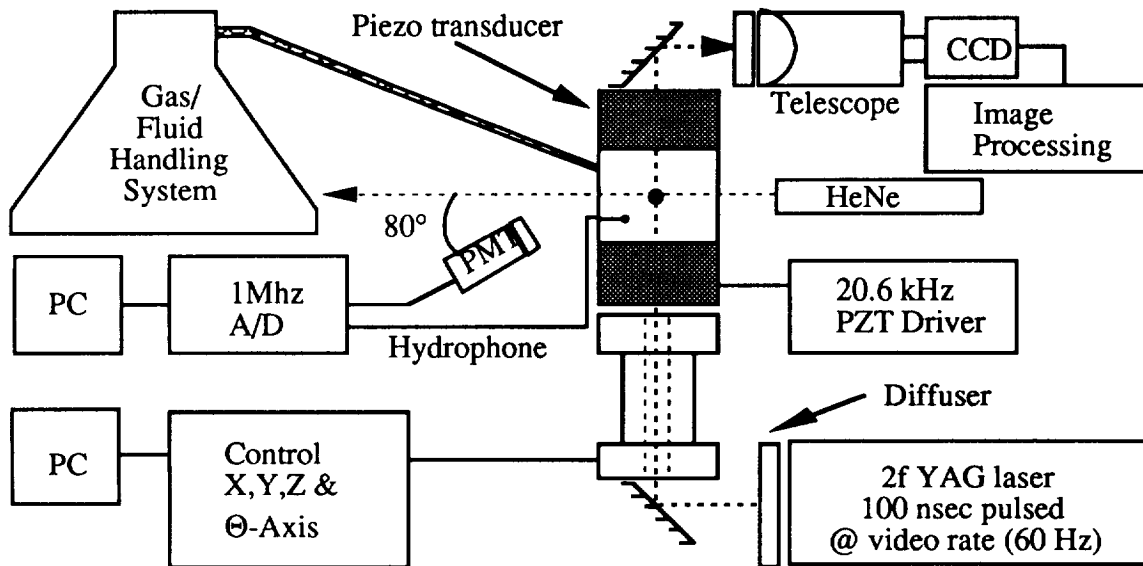 Piezo transducer
CCD
Telescope
Image
Processing
Gas/
Fluid
Handling
System
HeNe
80°
PMT
PC
1Mhz
A/D
Hydrophone
20.6 kHz
PZT Driver
Diffuser
PC
Control
X,Y,Z &
Θ-Axis
2f YAG laser
100 nsec pulsed
@ video rate (60 Hz)